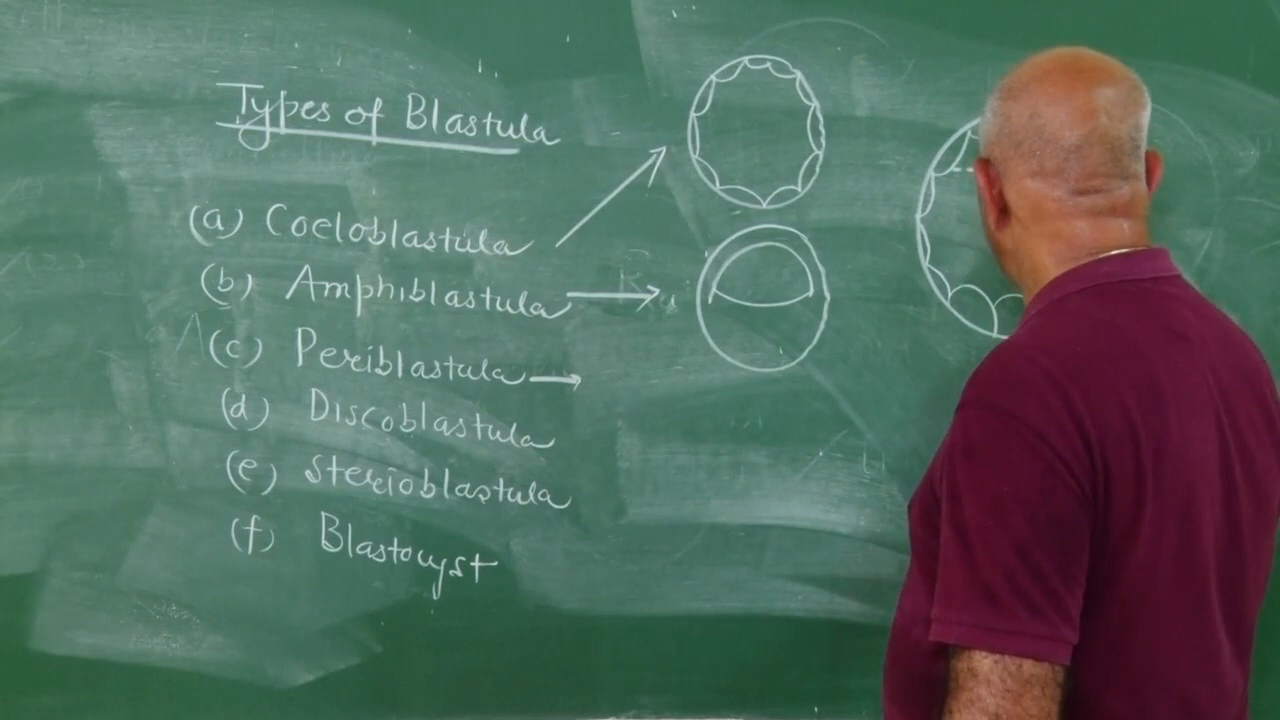 Types of Blastula
(a) Coeloblastula
(b) Amphiblastula
(c) Periblastula
(d) Discoblastula
(e) Sterioblastula
(f) Blastocyst